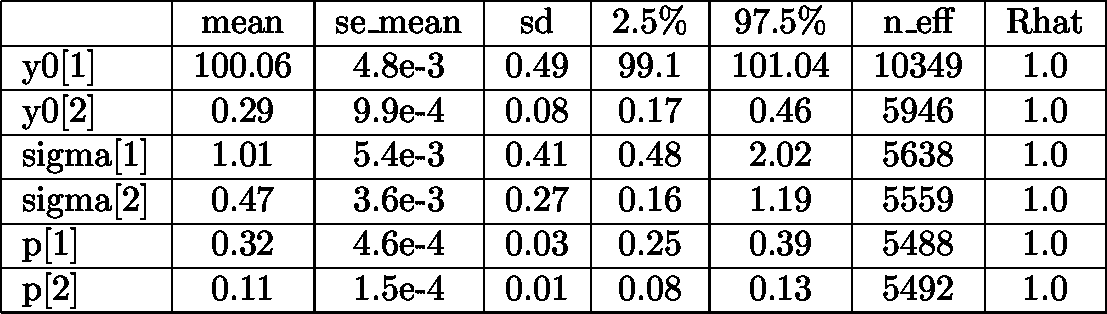 mean se_mean sd 2.5% 97.5% n_eff Rhat
y0[1] 100.06 4.8e-3 0.49 99.1 101.04 10349 1.0
y0[2] 0.29 9.9e-4 0.08 0.17 0.46 5946 1.0
sigma[1] 1.01 5.4e-3 0.41 0.48 2.02 5638 1.0
sigma[2] 0.47 3.6e-3 0.27 0.16 1.19 5559 1.0
p[1] 0.32 4.6e-4 0.03 0.25 0.39 5488 1.0
p[2] 0.11 1.5e-4 0.01 0.08 0.13 5492 1.0